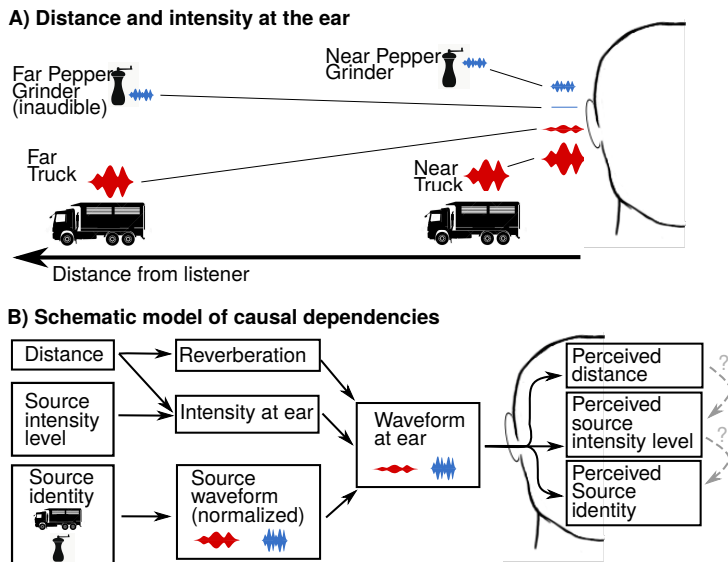 A) Distance and intensity at the ear
Far Pepper
Grinder
(inaudible)
Near Pepper
Grinder
Far
Truck
Near
Truck
Distance from listener
B) Schematic model of causal dependencies
Distance
Reverberation
Source
intensity
level
Intensity at ear
Source
identity
Source
waveform
(normalized)
Waveform
at ear
Perceived
distance
?
Perceived
source
intensity level
?
Perceived
Source
identity